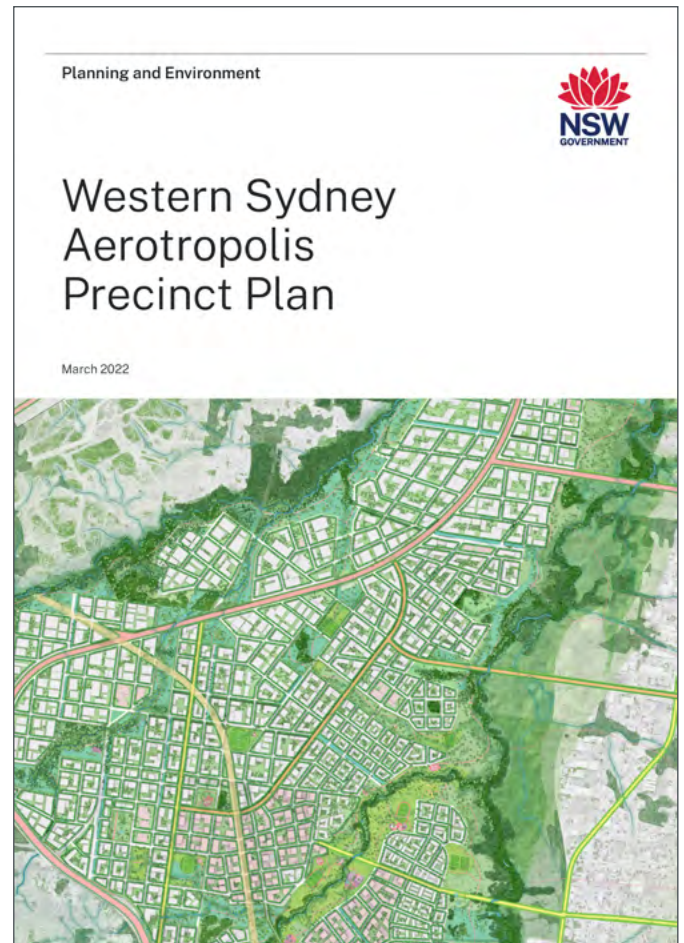 Planning and Environment
NSW
GOVERNMENT
Western Sydney
Aerotropolis
Precinct Plan
March 2022